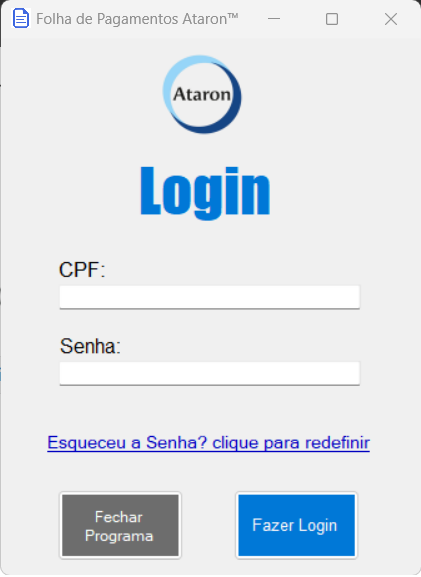 Folha de Pagamentos Ataron™
Ataron
Login
CPF:
Senha:
Esqueceu a Senha? clique para redefinir
Fechar
Programa
Fazer Login